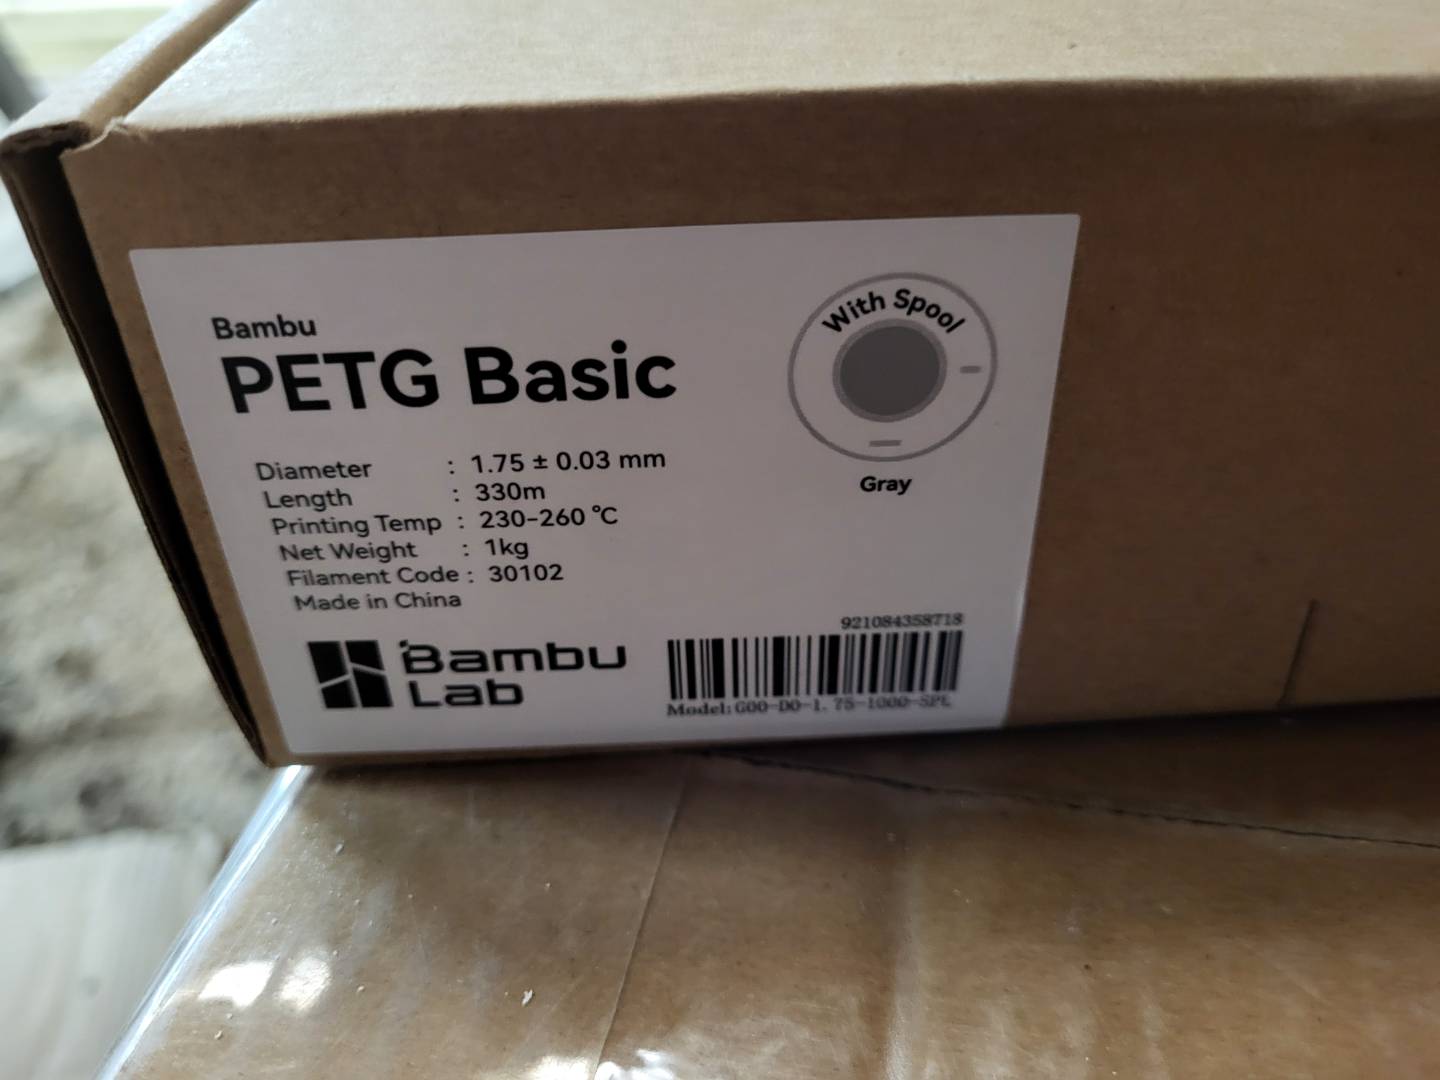 Bambu
PETG Basic
With Spool
Gray
Diameter : 1.75 ± 0.03 mm
Length : 330m
Printing Temp : 230-260 °C
Net Weight : 1kg
Filament Code : 30102
Made in China
Bambu
Lab
921084358718
Model:G00-D0-1.75-1000-SPL